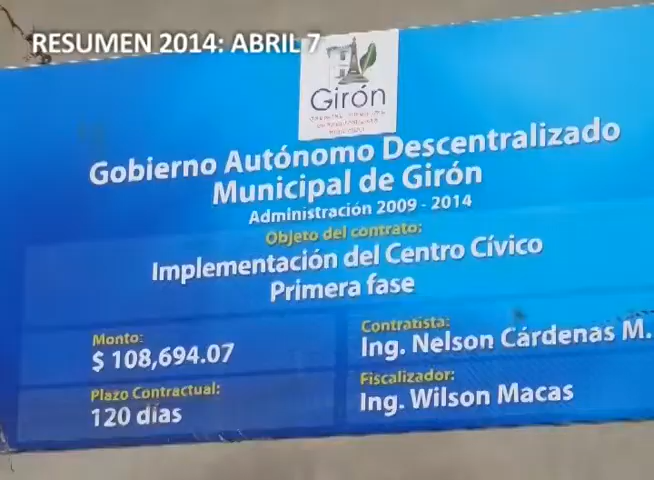 RESUMEN 2014: ABRIL 7
Girón
Gobierno Autónomo Descentralizado
Municipal de Girón
Administración 2009 - 2014
Objeto del contrato:
Implementación del Centro Cívico
Primera fase
Monto:
$ 108,694.07
Plazo Contractual:
120 días
Contratista:
Ing. Nelson Cárdenas M.
Fiscalizador:
Ing. Wilson Macas